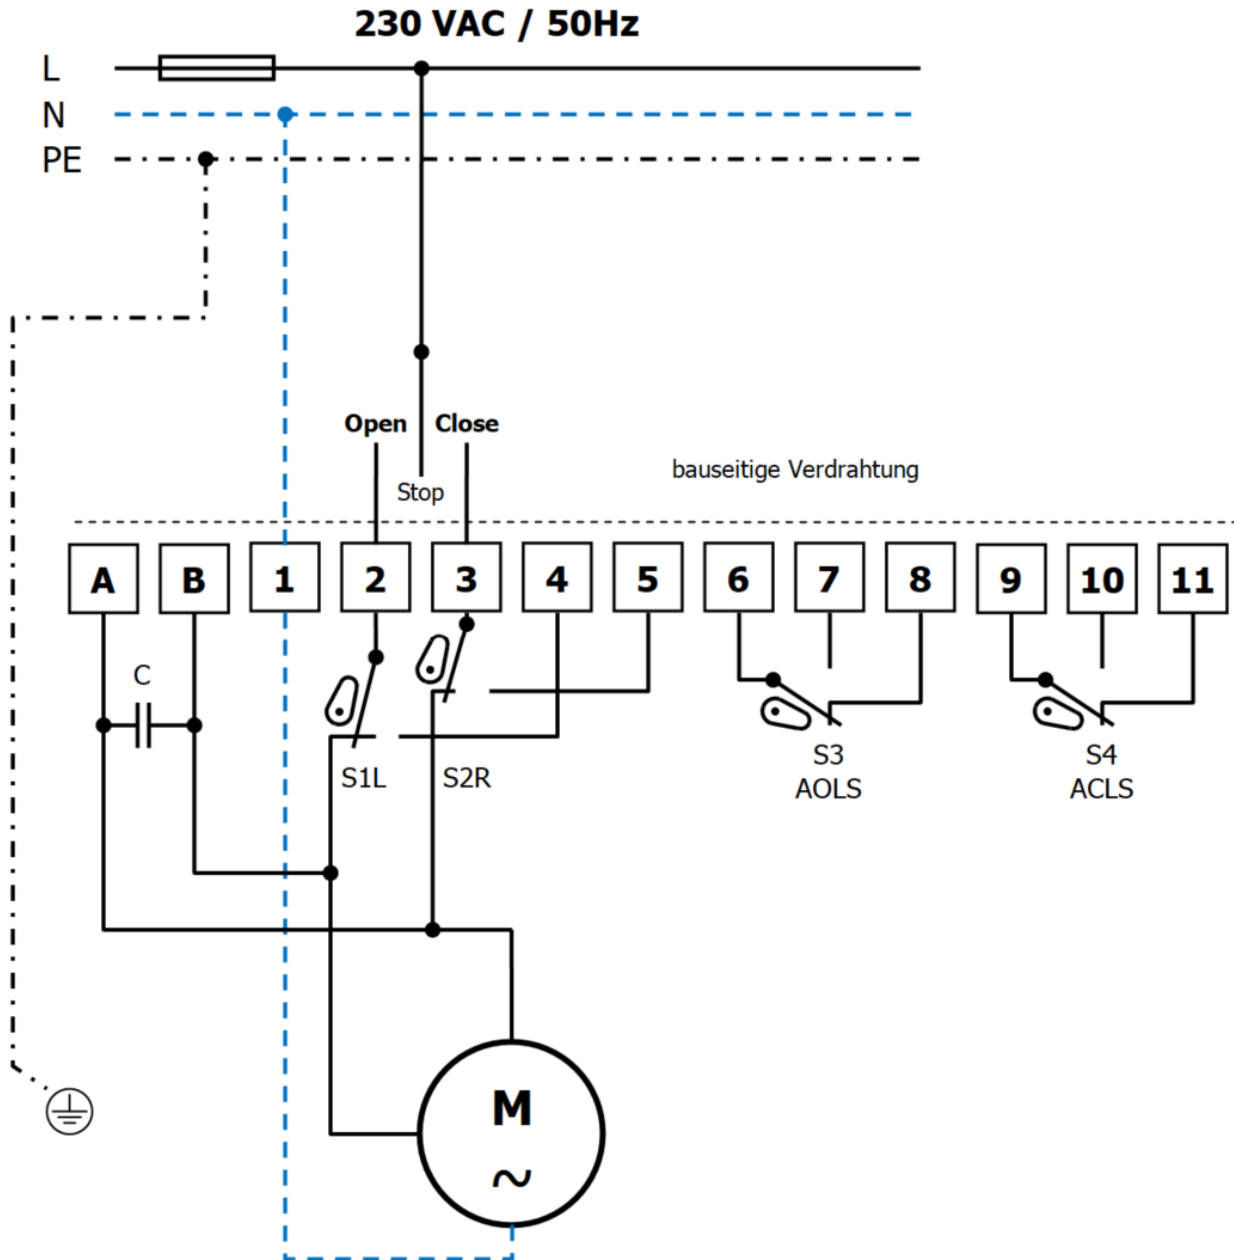 230 VAC / 50Hz
L
N
PE
Open Close
Stop
bauseitige Verdrahtung
A B 1 2 3 4 5 6 7 8 9 10 11
C
S1L S2R S3 S4
AOLS ACLS
M
~